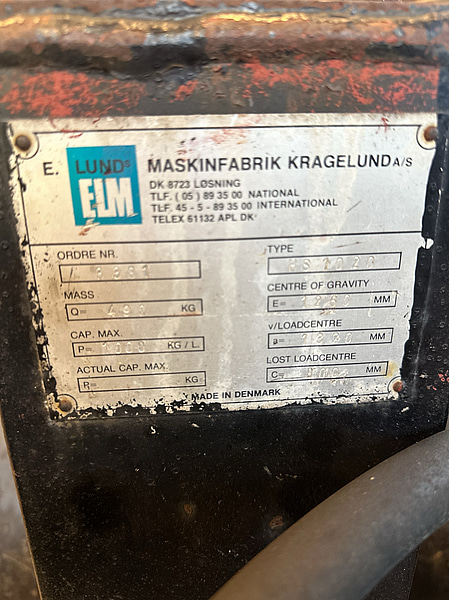 E. LUNDS ELM
MASKINFABRIK KRAGELUND A/S
DK 8723 LØSNING
TLF. (05) 89 35 00 NATIONAL
TLF. 45 - 5 - 89 35 00 INTERNATIONAL
TELEX 61132 APL DK
ORDRE NR.
TYPE
MASS
Q= KG
CENTRE OF GRAVITY
E= MM
CAP. MAX.
P= KG / L
v/LOADCENTRE
a= MM
ACTUAL CAP. MAX.
R= KG
LOST LOADCENTRE
C= MM
MADE IN DENMARK